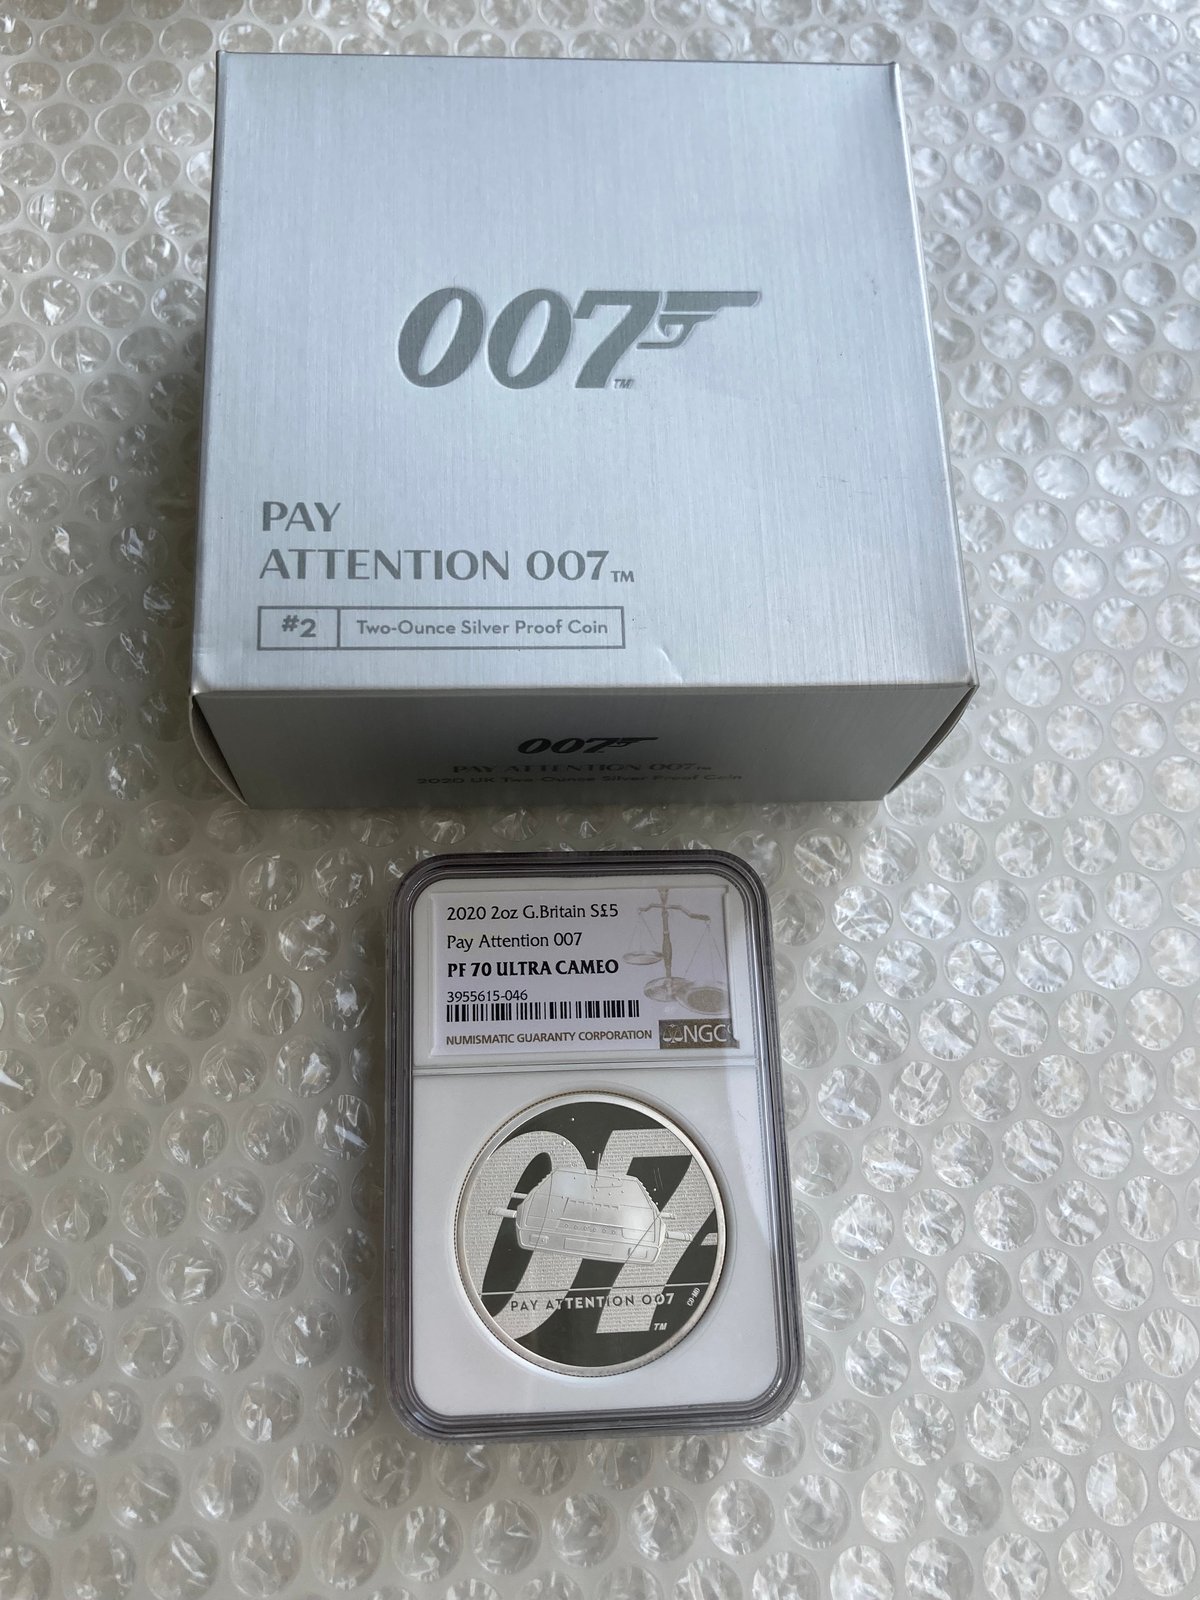 007
TM
PAY
ATTENTION 007TM
#2 Two-Ounce Silver Proof Coin
007
PAY ATTENTION 007TM
2020 UK Two-Ounce Silver Proof Coin
2020 2oz G.Britain S£5
Pay Attention 007
PF 70 ULTRA CAMEO
3955615-046
NUMISMATIC GUARANTY CORPORATION NGC
007
PAY ATTENTION 007
TM